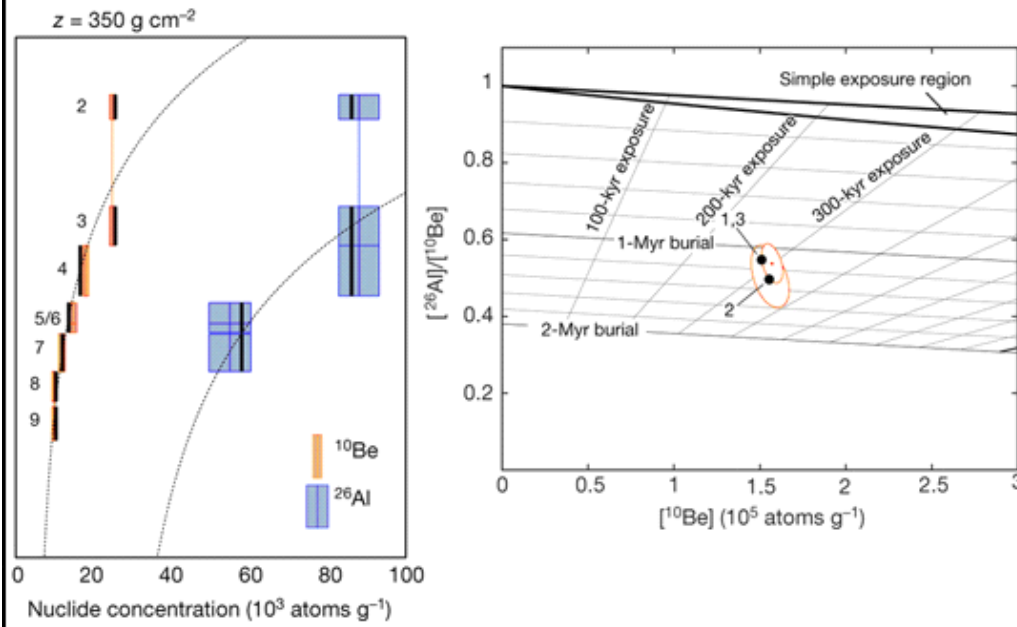 z = 350 g cm⁻²
2
3
4
5/6
7
8
9
¹⁰Be
²⁶Al
0 20 40 60 80 100
Nuclide concentration (10³ atoms g⁻¹)
Simple exposure region
1
0.8
0.6
0.4
0.2
[²⁶Al]/[¹⁰Be]
100-kyr exposure
200-kyr exposure
300-kyr exposure
1,3
1-Myr burial
2
2-Myr burial
0 0.5 1 1.5 2 2.5 3
[¹⁰Be] (10⁵ atoms g⁻¹)